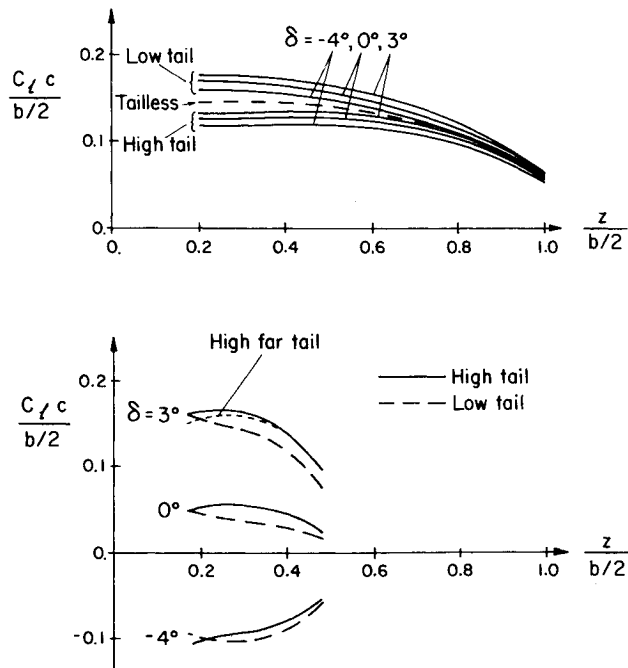 C_ℓ c
b/2
0.2
0.1
0.
Low tail
Tailless
High tail
δ = -4°, 0°, 3°
0.
0.2
0.4
0.6
0.8
1.0
z
b/2
High far tail
High tail
Low tail
C_ℓ c
b/2
0.2
δ = 3°
0.1
0°
0.
0.2
0.4
0.6
0.8
1.0
z
b/2
-0.1
-4°